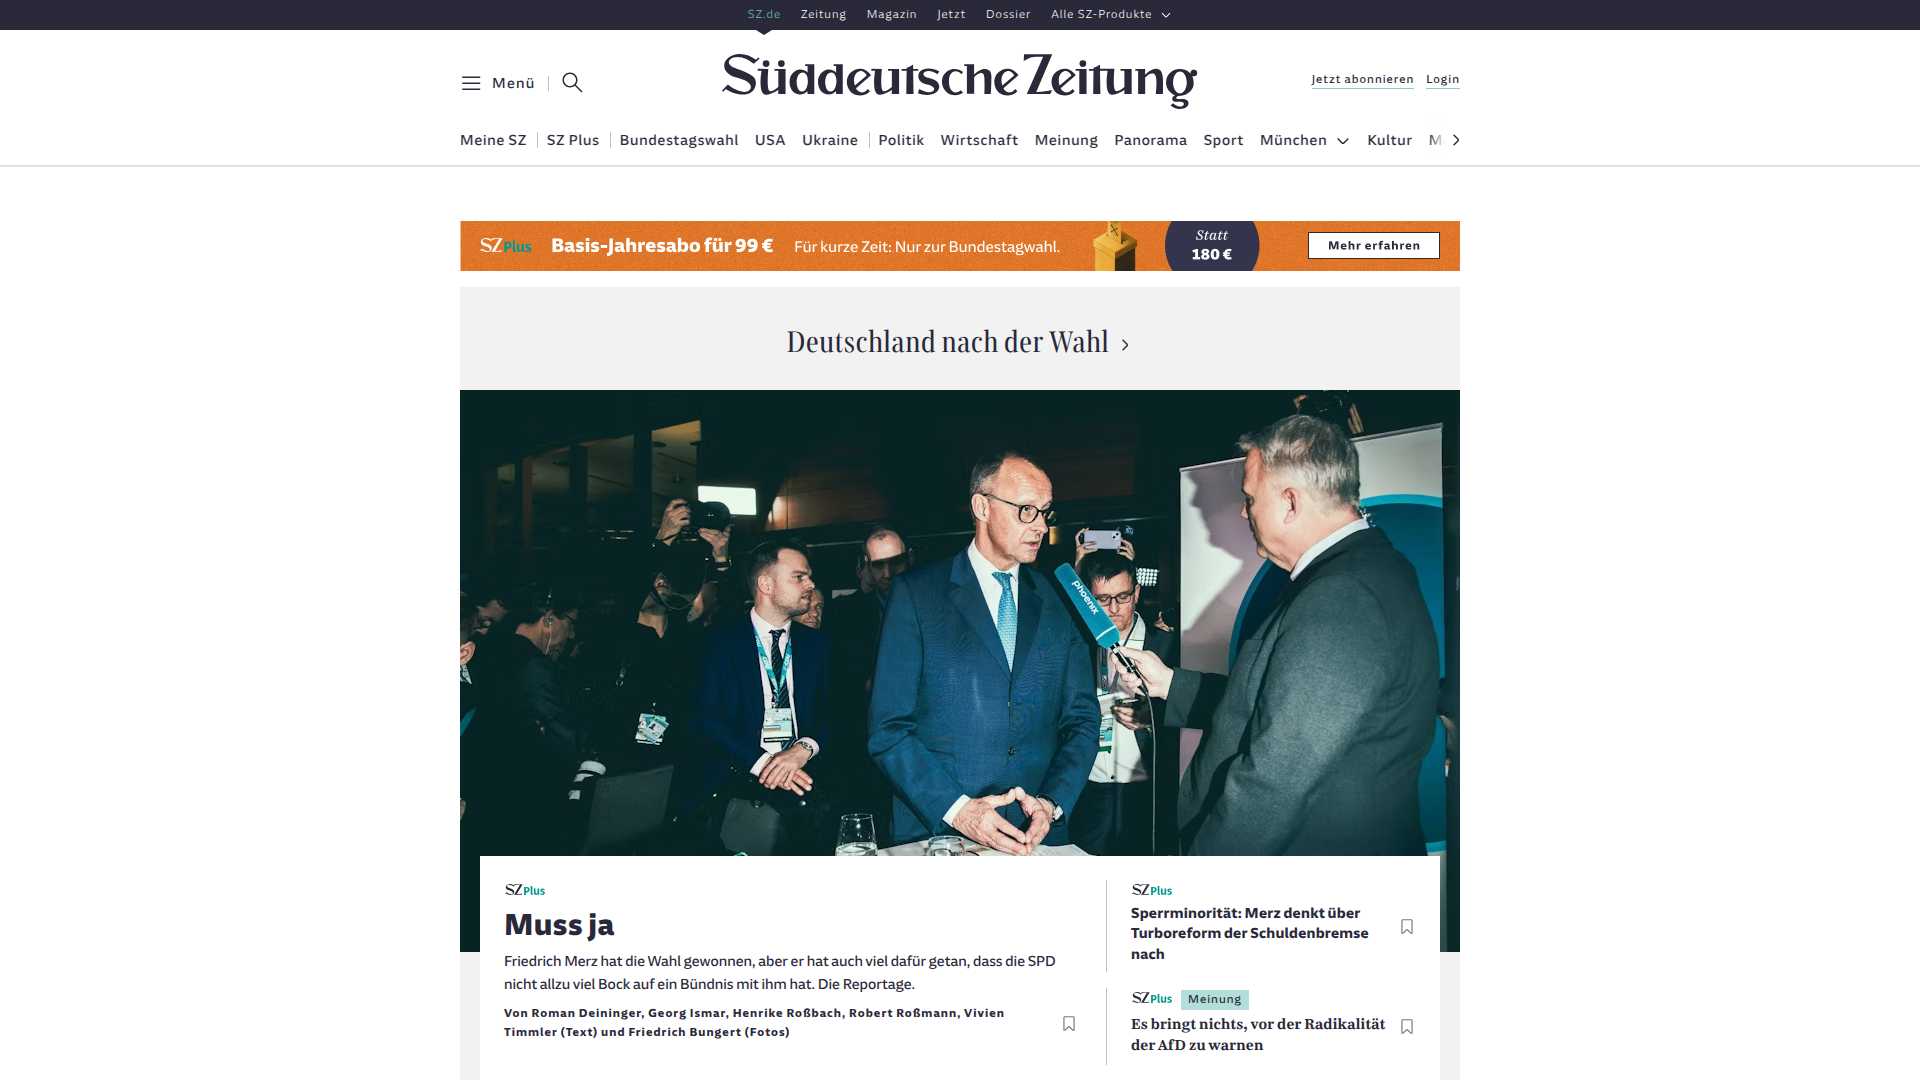 SZ.de Zeitung Magazin Jetzt Dossier Alle SZ-Produkte
Menü
Süddeutsche Zeitung
Jetzt abonnieren Login
Meine SZ SZ Plus Bundestagswahl USA Ukraine Politik Wirtschaft Meinung Panorama Sport München Kultur M
SZ Plus Basis-Jahresabo für 99 € Für kurze Zeit: Nur zur Bundestagwahl.
Statt
180 €
Mehr erfahren
Deutschland nach der Wahl
phoenix
SZ Plus
Muss ja
Friedrich Merz hat die Wahl gewonnen, aber er hat auch viel dafür getan, dass die SPD
nicht allzu viel Bock auf ein Bündnis mit ihm hat. Die Reportage.
Von Roman Deininger, Georg Ismar, Henrike Roßbach, Robert Roßmann, Vivien
Timmler (Text) und Friedrich Bungert (Fotos)
SZ Plus
Sperrminorität: Merz denkt über
Turboreform der Schuldenbremse
nach
SZ Plus Meinung
Es bringt nichts, vor der Radikalität
der AfD zu warnen